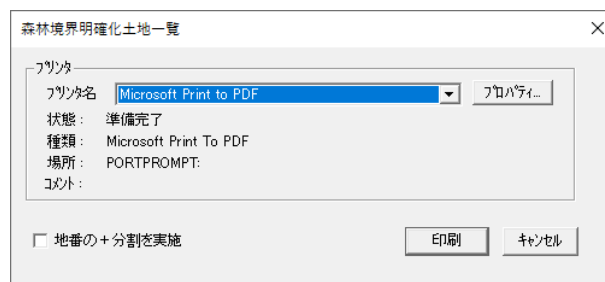 森林境界明確化土地一覧
プリンタ
プリンタ名 Microsoft Print to PDF プロパティ...
状態： 準備完了
種類： Microsoft Print To PDF
場所： PORTPROMPT:
コメント：
地番の＋分割を実施 印刷 キャンセル